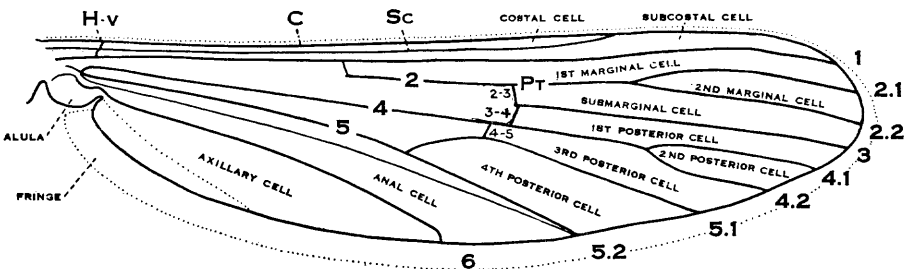 H-v
C
Sc
COSTAL CELL
SUBCOSTAL CELL
1
1ST MARGINAL CELL
2
PT
2.1
2ND MARGINAL CELL
2-3
4
3-4
SUBMARGINAL CELL
2.2
5
4-5
1ST POSTERIOR CELL
3
ALULA
2ND POSTERIOR CELL
4.1
3RD POSTERIOR CELL
4.2
AXILLARY CELL
ANAL CELL
4TH POSTERIOR CELL
FRINGE
5.1
5.2
6